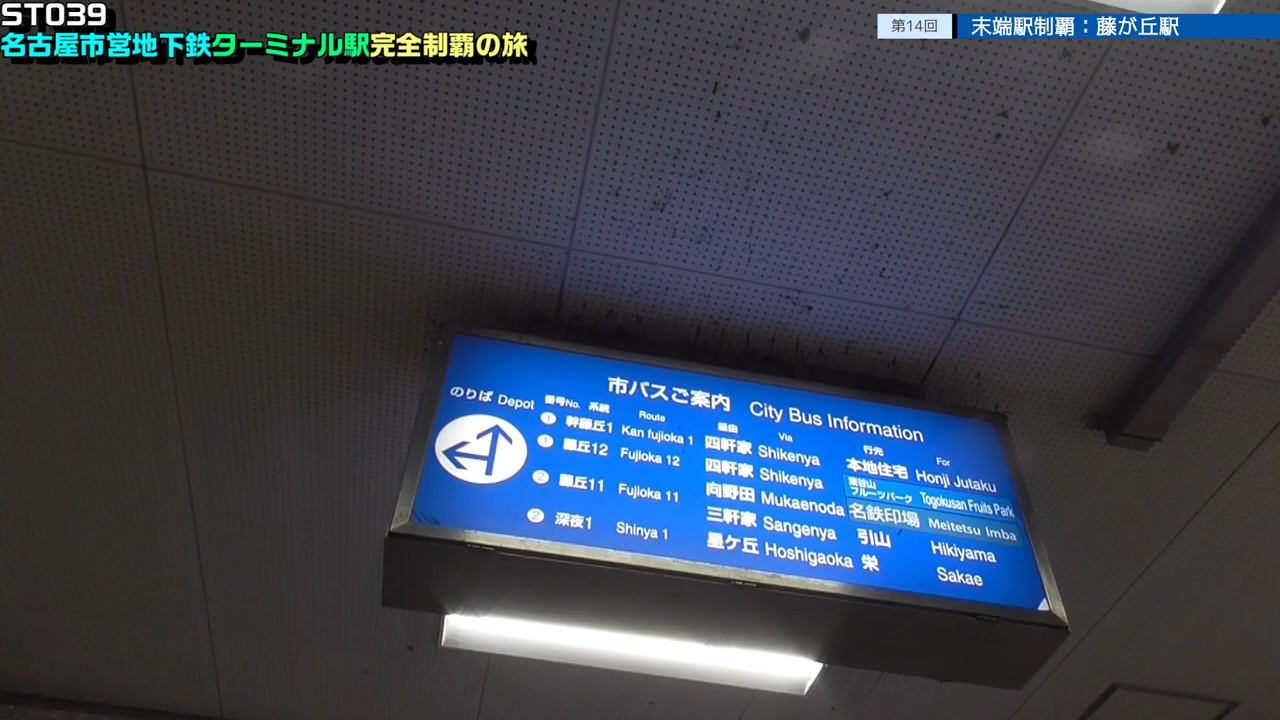 ST039
名古屋市営地下鉄ターミナル駅完全制覇の旅
第14回 末端駅制覇：藤が丘駅
市バスご案内 City Bus Information
のりば Depot 番号No. 系統 Route 経由 Via 行先 For
1 幹藤丘1 Kan fujioka 1 四軒家 Shikenya 本地住宅 Honji Jutaku
1 藤丘12 Fujioka 12 四軒家 Shikenya 東谷山フルーツパーク Togokusan Fruits Park
向野田 Mukaenoda 名鉄印場 Meitetsu Imba
2 藤丘11 Fujioka 11 三軒家 Sangenya 引山 Hikiyama
2 深夜1 Shinya 1 星ケ丘 Hoshigaoka 栄 Sakae